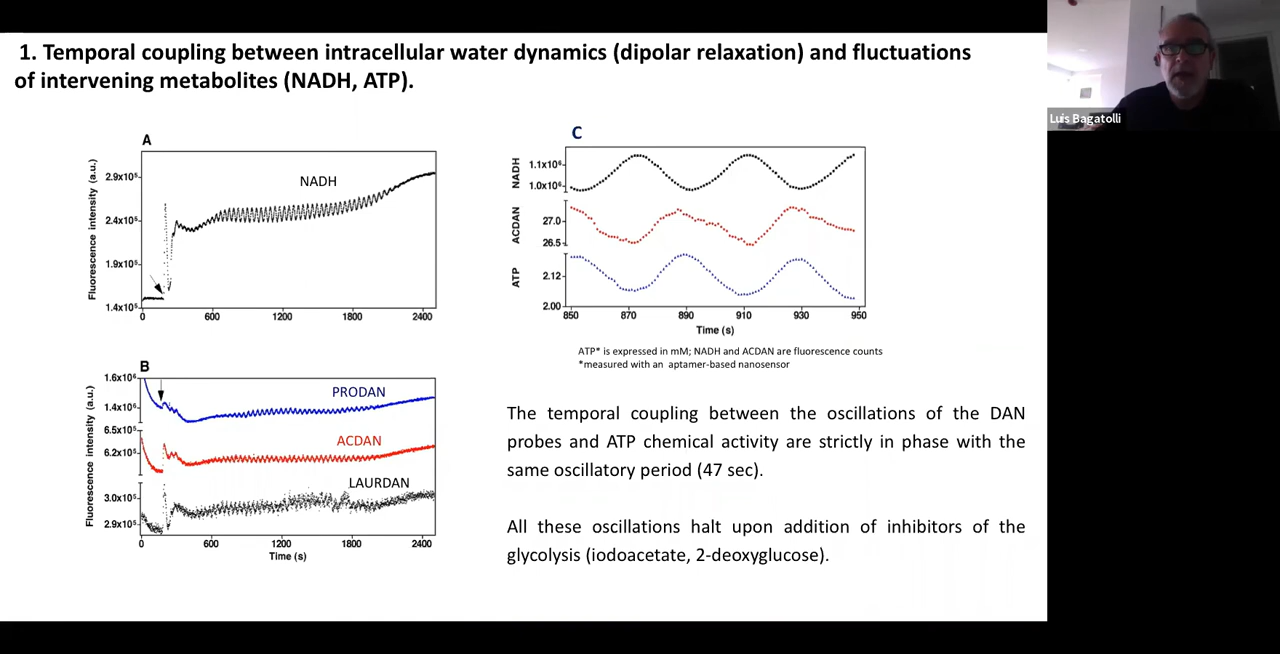 1. Temporal coupling between intracellular water dynamics (dipolar relaxation) and fluctuations
of intervening metabolites (NADH, ATP).
Luis Bagatolli
A
Fluorescence intensity (a.u.)
2.9x10⁵
2.4x10⁵
1.9x10⁵
1.4x10⁵
NADH
0 600 1200 1800 2400
B
Fluorescence intensity (a.u.)
1.6x10⁶
1.4x10⁶
PRODAN
6.5x10⁵
6.2x10⁵
ACDAN
Fluorescence intensity (a.u.)
3.0x10⁵
2.9x10⁵
LAURDAN
0 600 1200 1800 2400
Time (s)
C
NADH
1.1x10⁶
1.0x10⁶
ACDAN
27.0
26.5
ATP
2.12
2.00
850 870 890 910 930 950
Time (s)
ATP* is expressed in mM; NADH and ACDAN are fluorescence counts
*measured with an aptamer-based nanosensor
The temporal coupling between the oscillations of the DAN
probes and ATP chemical activity are strictly in phase with the
same oscillatory period (47 sec).
All these oscillations halt upon addition of inhibitors of the
glycolysis (iodoacetate, 2-deoxyglucose).